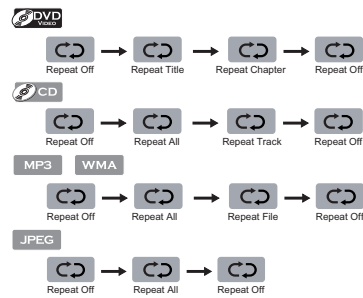 DVD
VIDEO
Repeat Off Repeat Title Repeat Chapter Repeat Off
CD
Repeat Off Repeat All Repeat Track Repeat Off
MP3 WMA
Repeat Off Repeat All Repeat File Repeat Off
JPEG
Repeat Off Repeat All Repeat Off